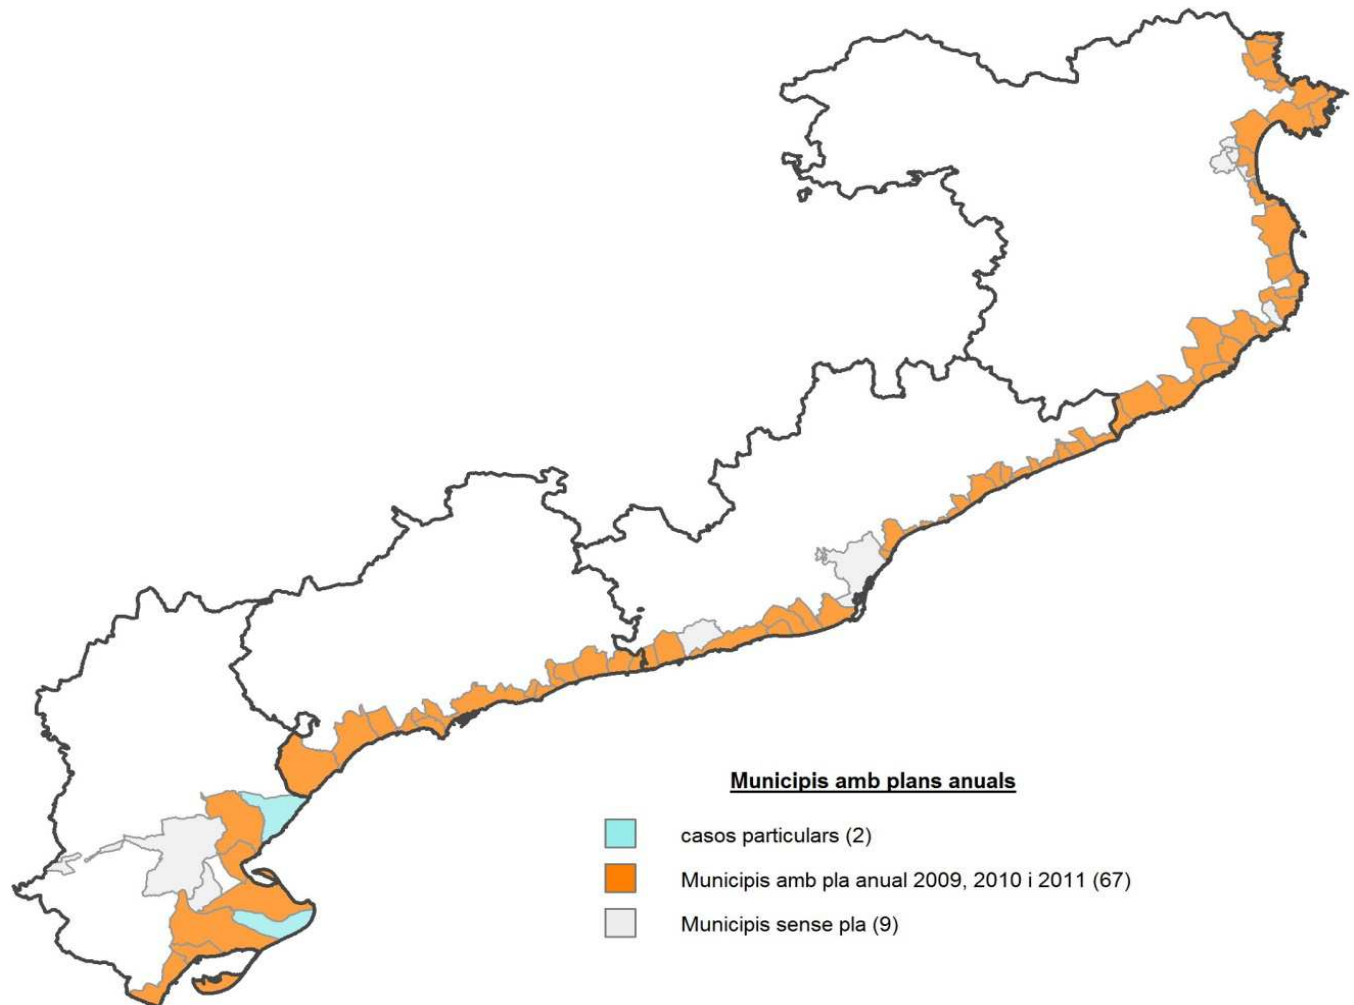 Municipis amb plans anuals
casos particulars (2)
Municipis amb pla anual 2009, 2010 i 2011 (67)
Municipis sense pla (9)